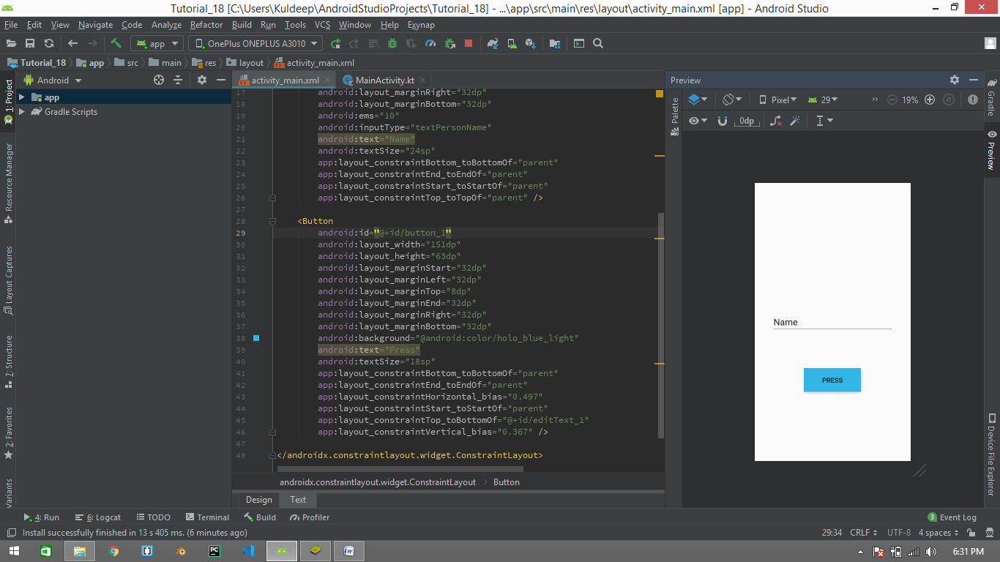 Tutorial_18 [C:\Users\Kuldeep\AndroidStudioProjects\Tutorial_18] - ...\app\src\main\res\layout\activity_main.xml [app] - Android Studio
File Edit View Navigate Code Analyze Refactor Build Run Tools VCS Window Help Exynap
app OnePlus ONEPLUS A3010
Tutorial_18 app src main res layout activity_main.xml
Android
activity_main.xml MainActivity.kt
Preview
1: Project
Resource Manager
Layout Captures
7: Structure
2: Favorites
Variants
app
Gradle Scripts
17 android:layout_marginRight="32dp"
18 android:layout_marginBottom="32dp"
19 android:ems="10"
20 android:inputType="textPersonName"
21 android:text="Name"
22 android:textSize="24sp"
23 app:layout_constraintBottom_toBottomOf="parent"
24 app:layout_constraintEnd_toEndOf="parent"
25 app:layout_constraintStart_toStartOf="parent"
26 app:layout_constraintTop_toTopOf="parent" />
27
28 <Button
29 android:id="@+id/button_1"
30 android:layout_width="151dp"
31 android:layout_height="63dp"
32 android:layout_marginStart="32dp"
33 android:layout_marginLeft="32dp"
34 android:layout_marginTop="8dp"
35 android:layout_marginEnd="32dp"
36 android:layout_marginRight="32dp"
37 android:layout_marginBottom="32dp"
38 android:background="@android:color/holo_blue_light"
39 android:text="Press"
40 android:textSize="18sp"
41 app:layout_constraintBottom_toBottomOf="parent"
42 app:layout_constraintEnd_toEndOf="parent"
43 app:layout_constraintHorizontal_bias="0.497"
44 app:layout_constraintStart_toStartOf="parent"
45 app:layout_constraintTop_toBottomOf="@+id/editText_1"
46 app:layout_constraintVertical_bias="0.367" />
47
48 </androidx.constraintlayout.widget.ConstraintLayout>
androidx.constraintlayout.widget.ConstraintLayout Button
Design Text
Palette
Pixel 29 19%
0dp
Name
PRESS
Gradle
Preview
Device File Explorer
4: Run 6: Logcat TODO Terminal Build Profiler 3 Event Log
Install successfully finished in 13 s 405 ms. (6 minutes ago) 29:34 CRLF UTF-8 4 spaces
PC W 6:31 PM